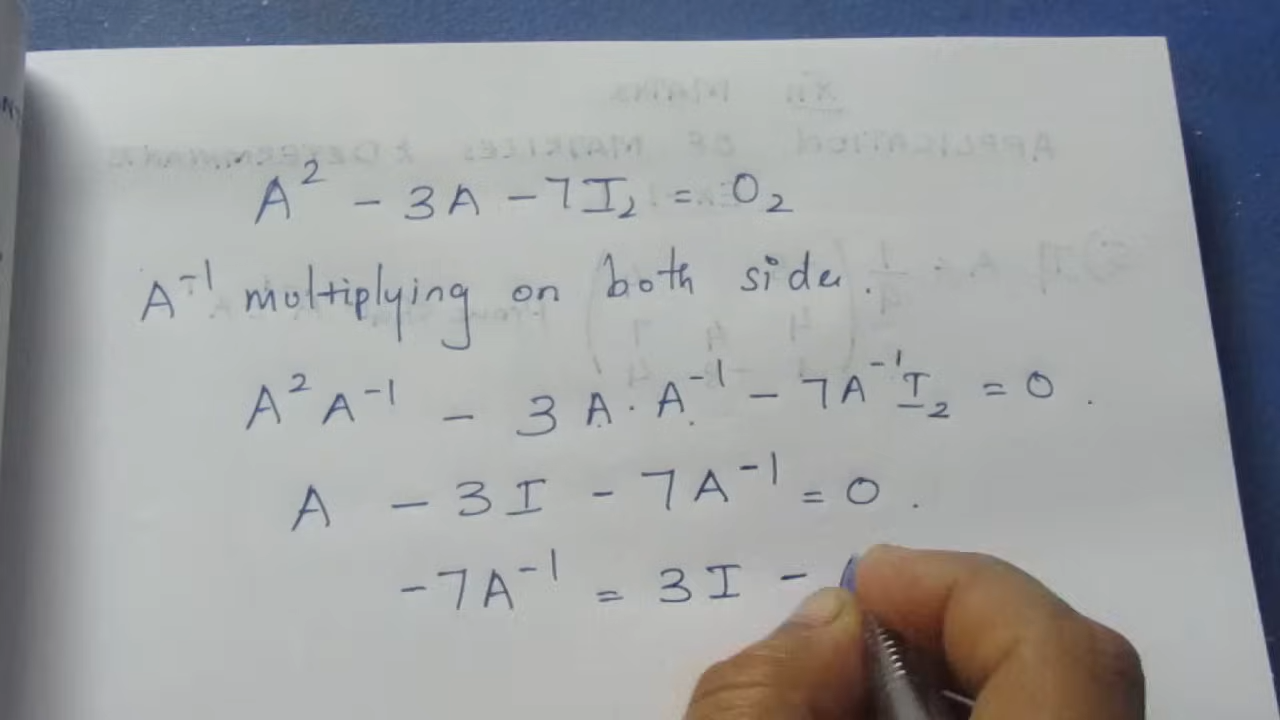 A² - 3A - 7I₂ = O₂
A⁻¹ multiplying on both side.
A² A⁻¹ - 3A · A⁻¹ - 7A⁻¹I₂ = 0.
A - 3I - 7A⁻¹ = 0.
-7A⁻¹ = 3I -